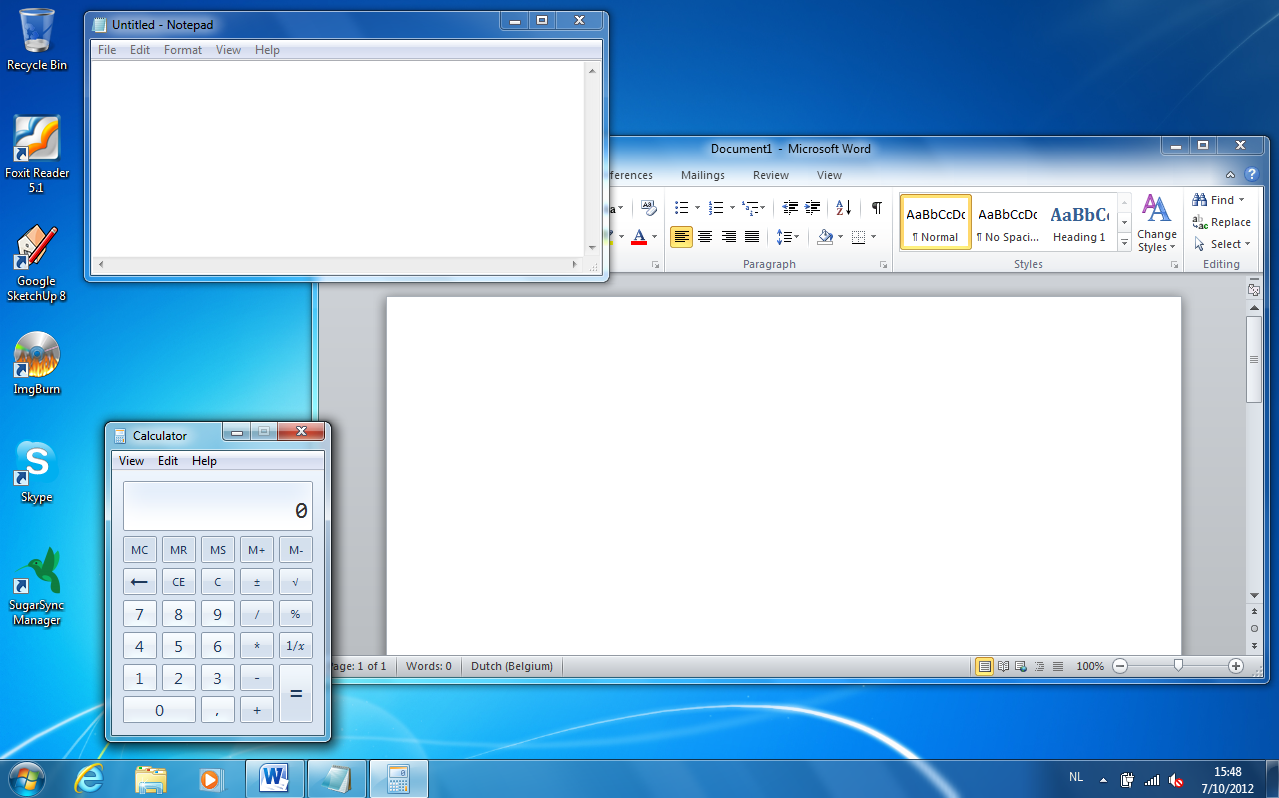 Recycle Bin
Foxit Reader
5.1
Google
SketchUp 8
ImgBurn
Skype
SugarSync
Manager
Untitled - Notepad
File Edit Format View Help
Document1 - Microsoft Word
ferences Mailings Review View
AaBbCcDc AaBbCcDc AaBbC
¶ Normal ¶ No Spaci... Heading 1
Change
Styles
Find
Replace
Select
Paragraph Styles Editing
Calculator
View Edit Help
0
MC MR MS M+ M-
← CE C ± √
7 8 9 / %
4 5 6 * 1/x
1 2 3 - =
0 , +
age: 1 of 1 Words: 0 Dutch (Belgium) 100%
NL 15:48
7/10/2012